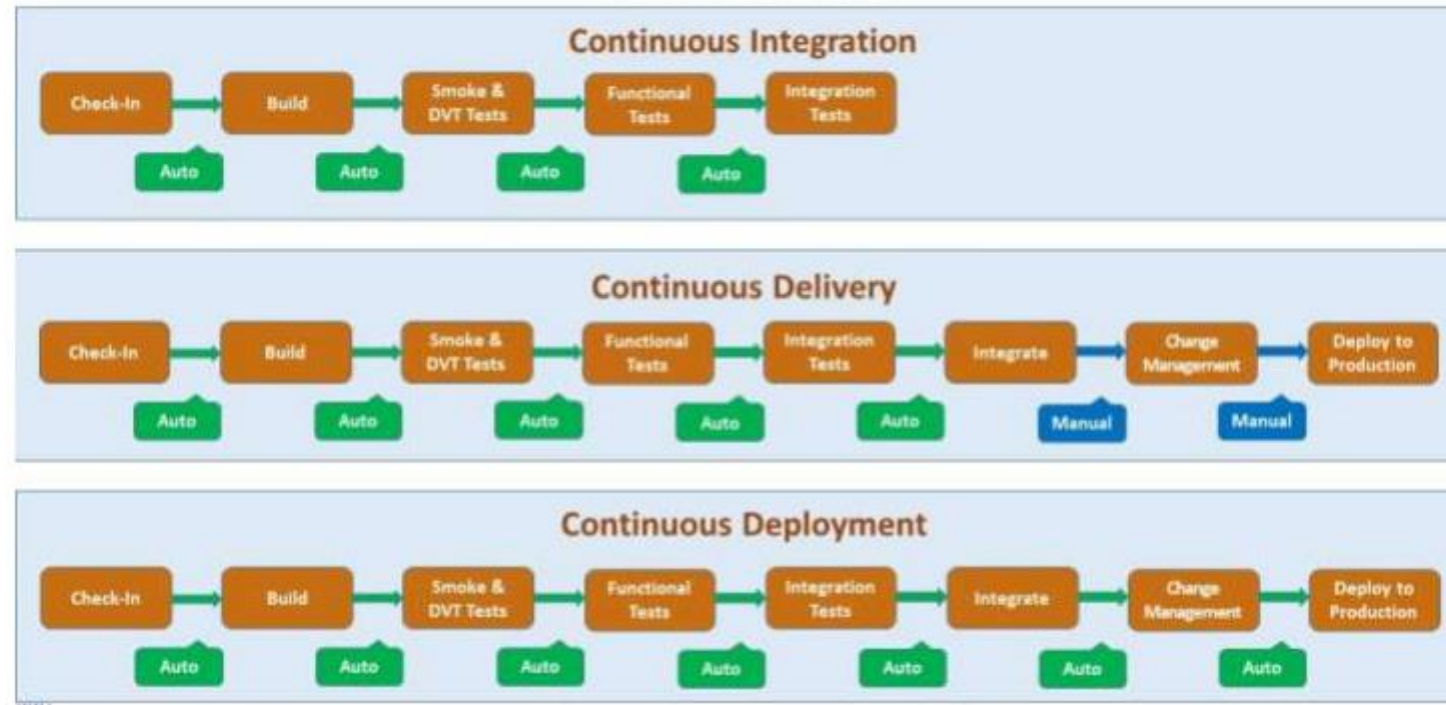 Continuous Integration
Check-In
Build
Smoke &
DVT Tests
Functional
Tests
Integration
Tests
Auto
Auto
Auto
Auto
Continuous Delivery
Check-In
Build
Smoke &
DVT Tests
Functional
Tests
Integration
Tests
Integrate
Change
Management
Deploy to
Production
Auto
Auto
Auto
Auto
Auto
Manual
Manual
Continuous Deployment
Check-In
Build
Smoke &
DVT Tests
Functional
Tests
Integration
Tests
Integrate
Change
Management
Deploy to
Production
Auto
Auto
Auto
Auto
Auto
Auto
Auto